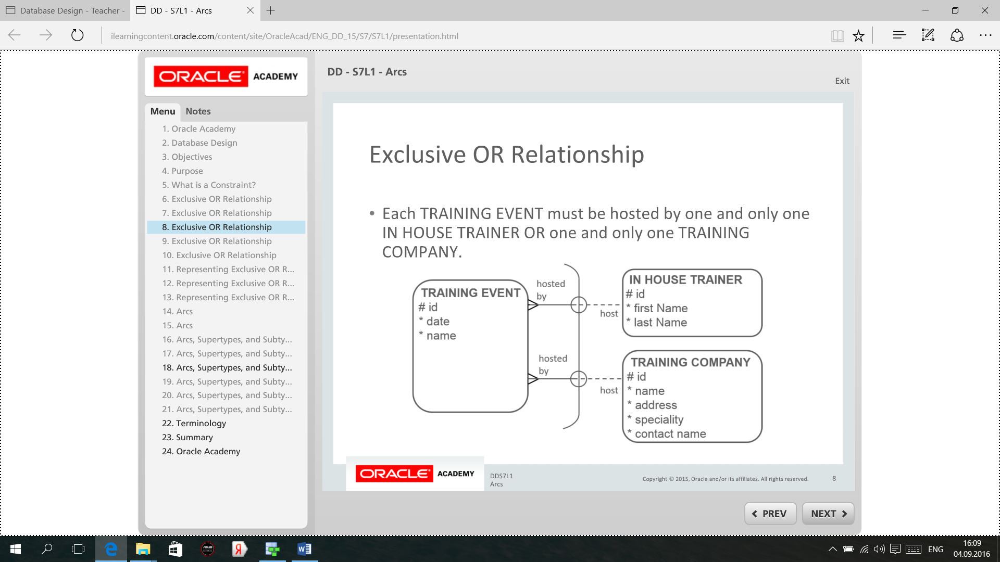 Database Design - Teacher -
DD - S7L1 - Arcs
ilearningcontent.oracle.com/content/site/OracleAcad/ENG_DD_15/S7/S7L1/presentation.html
ORACLE ACADEMY
DD - S7L1 - Arcs
Exit
Menu Notes
1. Oracle Academy
2. Database Design
3. Objectives
4. Purpose
5. What is a Constraint?
6. Exclusive OR Relationship
7. Exclusive OR Relationship
8. Exclusive OR Relationship
9. Exclusive OR Relationship
10. Exclusive OR Relationship
11. Representing Exclusive OR R...
12. Representing Exclusive OR R...
13. Representing Exclusive OR R...
14. Arcs
15. Arcs
16. Arcs, Supertypes, and Subty...
17. Arcs, Supertypes, and Subty...
18. Arcs, Supertypes, and Subty...
19. Arcs, Supertypes, and Subty...
20. Arcs, Supertypes, and Subty...
21. Arcs, Supertypes, and Subty...
22. Terminology
23. Summary
24. Oracle Academy
Exclusive OR Relationship
• Each TRAINING EVENT must be hosted by one and only one
IN HOUSE TRAINER OR one and only one TRAINING
COMPANY.
TRAINING EVENT
# id
* date
* name
hosted
by
host
IN HOUSE TRAINER
# id
* first Name
* last Name
hosted
by
host
TRAINING COMPANY
# id
* name
* address
* speciality
* contact name
ORACLE ACADEMY
DDS7L1
Arcs
Copyright © 2015, Oracle and/or its affiliates. All rights reserved.
8
PREV
NEXT
ASUS
Я
W
ENG
16:09
04.09.2016